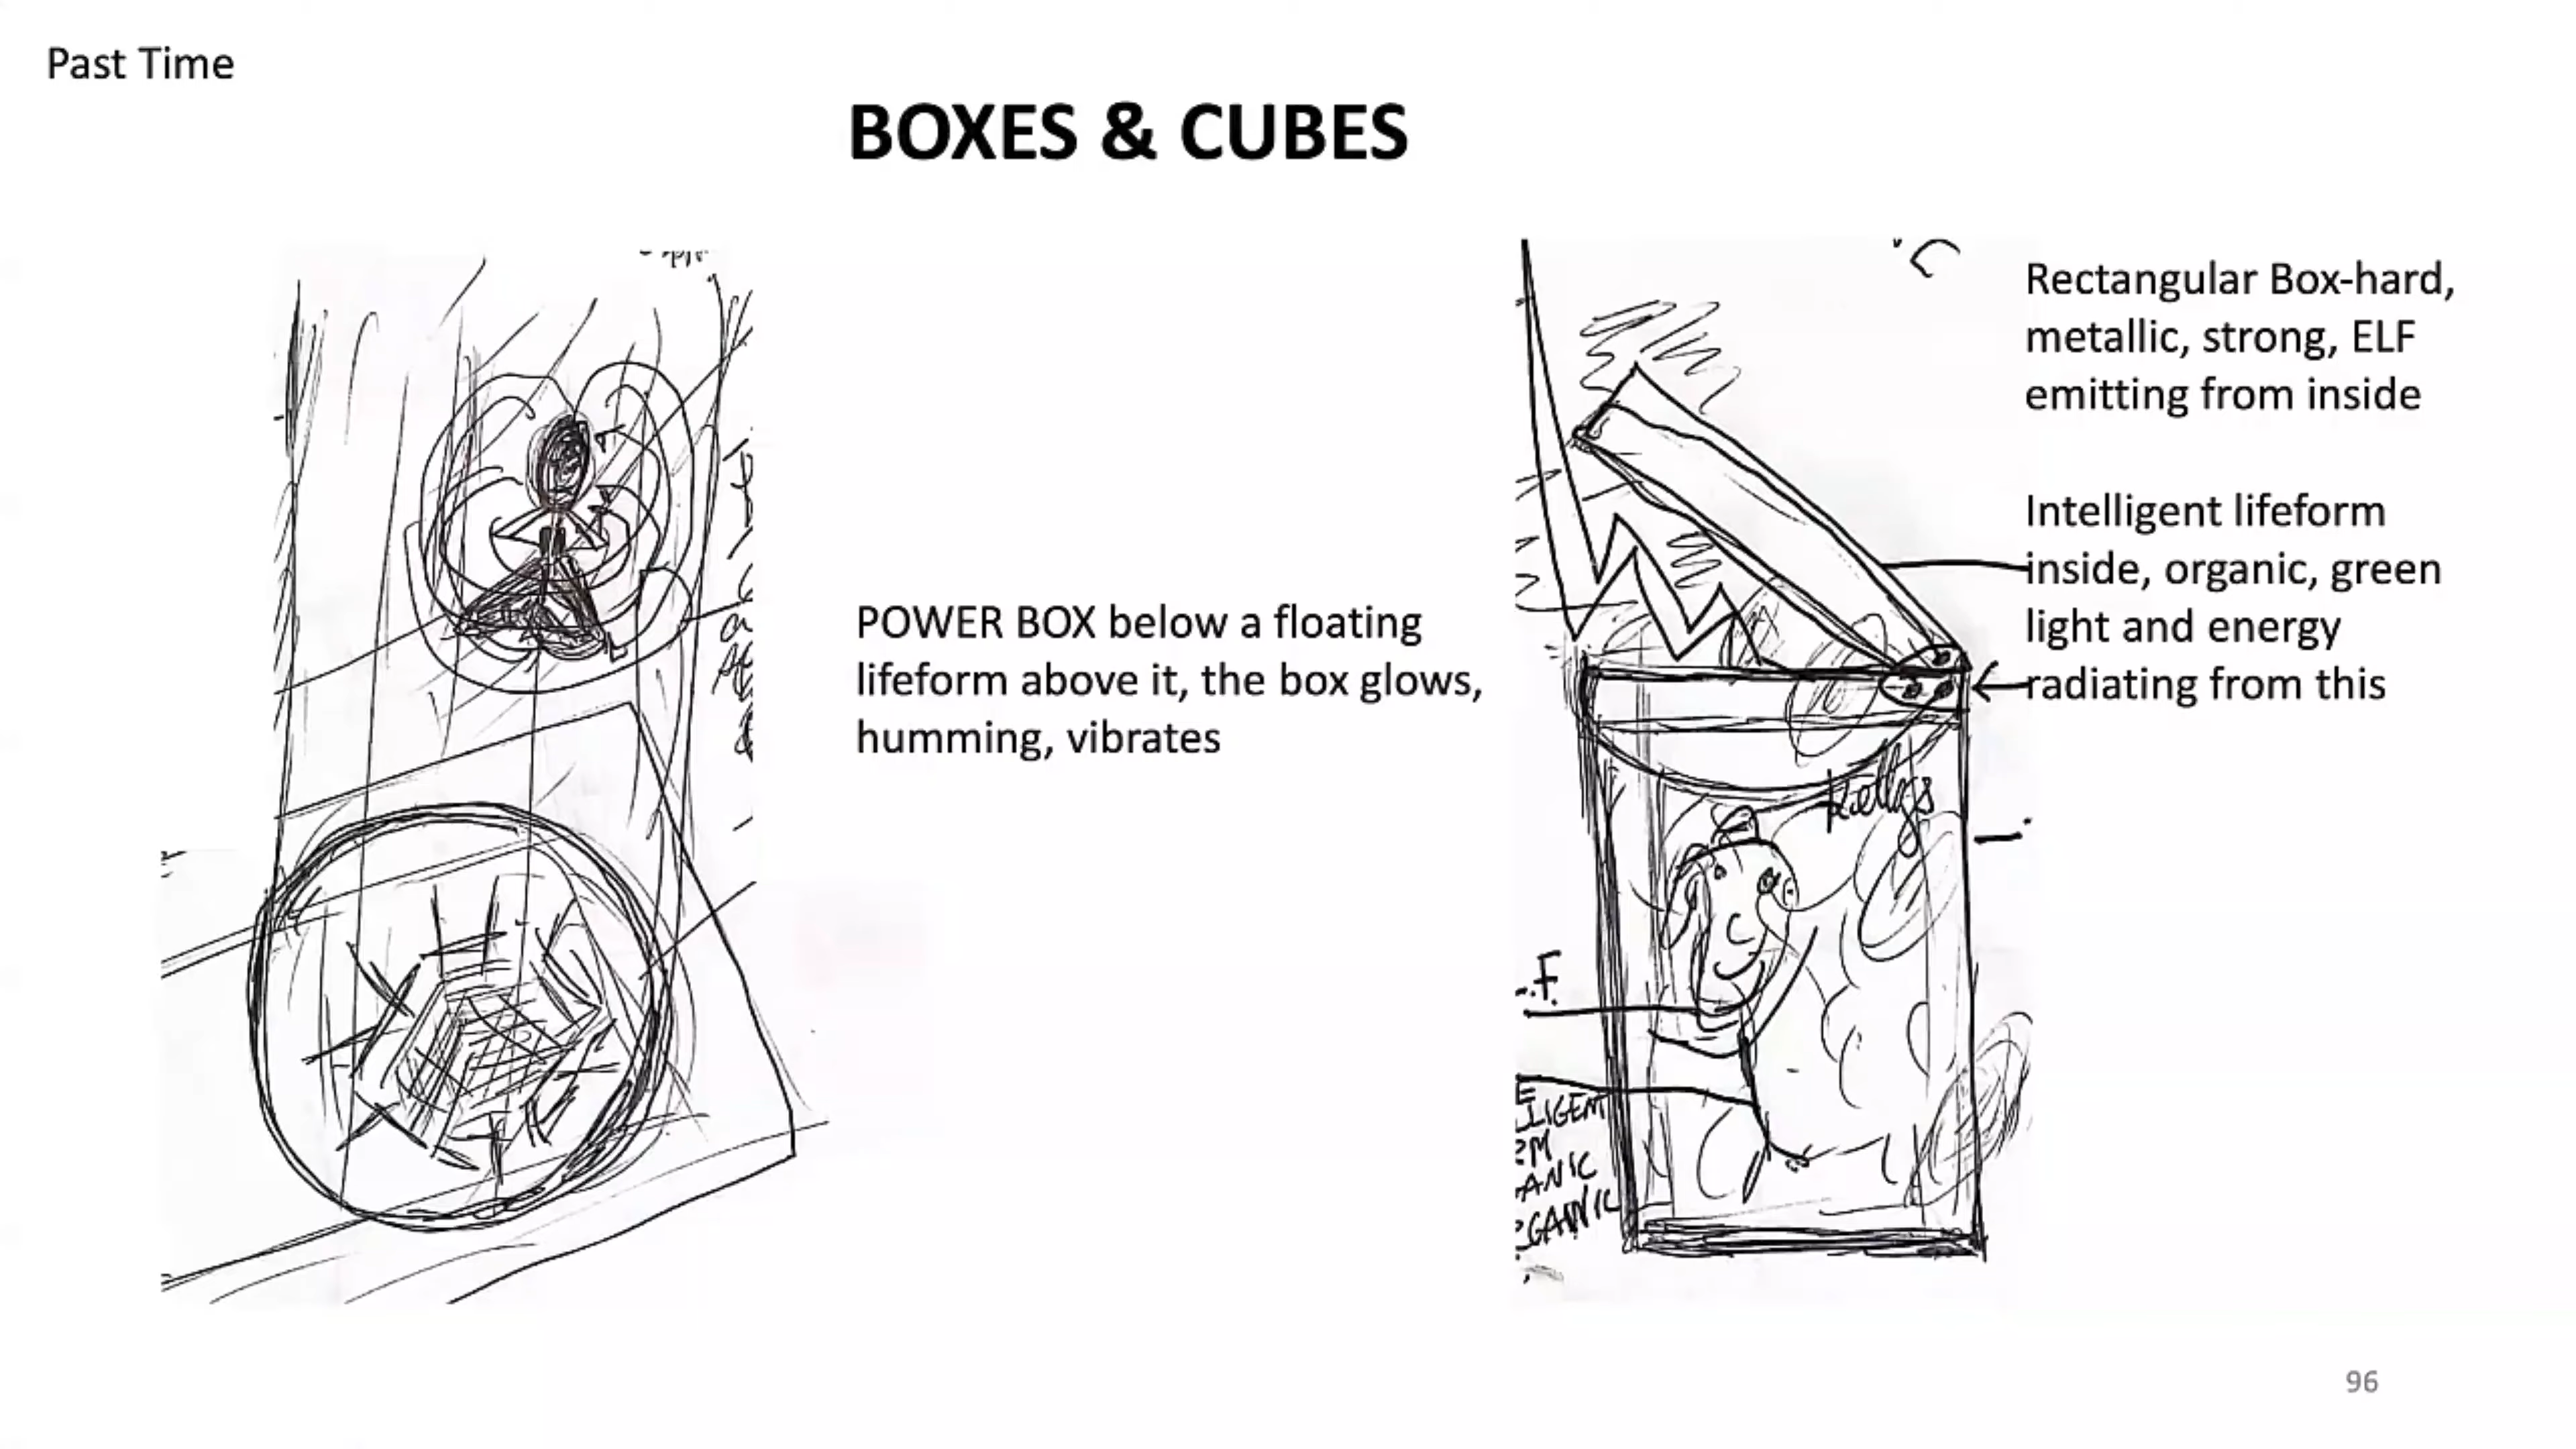 Past Time
BOXES & CUBES
POWER BOX below a floating
lifeform above it, the box glows,
humming, vibrates
Rectangular Box-hard,
metallic, strong, ELF
emitting from inside
Intelligent lifeform
inside, organic, green
light and energy
radiating from this
96